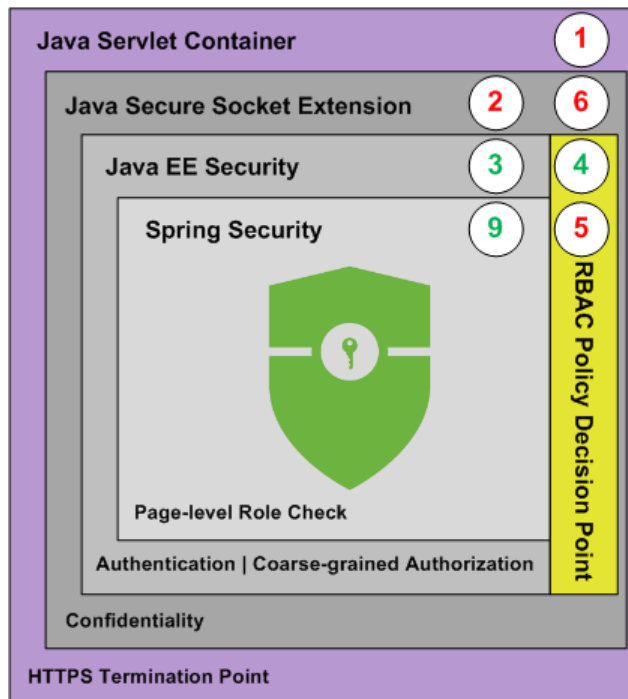 Java Servlet Container 1
Java Secure Socket Extension 2 6
Java EE Security 3 4
Spring Security 9 5
RBAC Policy Decision Point
Page-level Role Check
Authentication | Coarse-grained Authorization
Confidentiality
HTTPS Termination Point